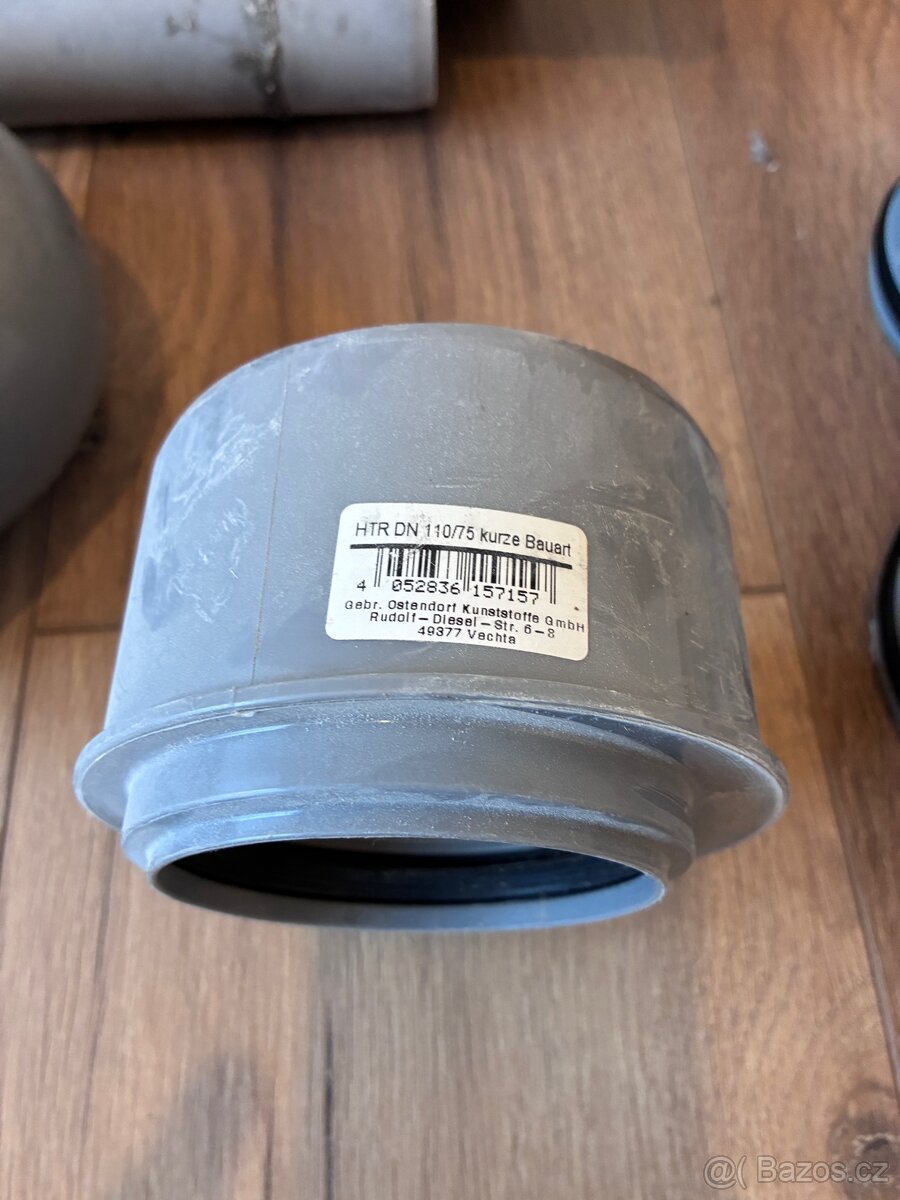 HTR DN 110/75 kurze Bauart
4 052836 157157
Gebr. Ostendorf Kunststoffe GmbH
Rudolf-Diesel-Str. 6-8
49377 Vechta
@( Bazos.cz